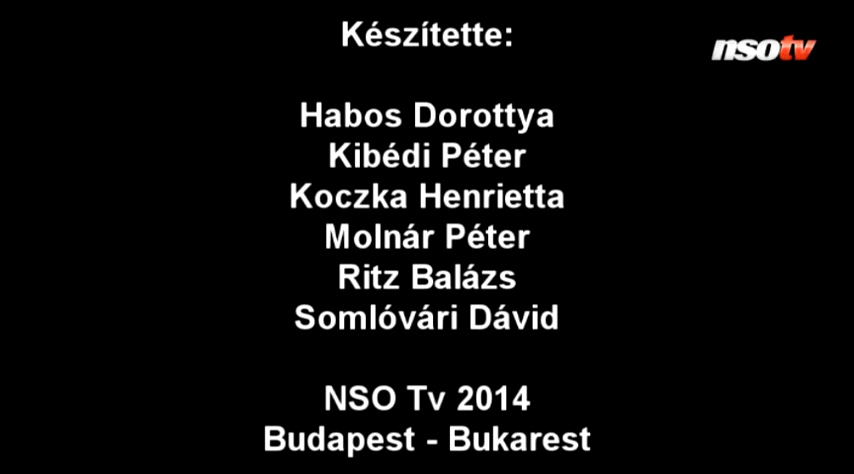 Készítette:
nsotv
Habos Dorottya
Kibédi Péter
Koczka Henrietta
Molnár Péter
Ritz Balázs
Somlóvári Dávid
NSO Tv 2014
Budapest - Bukarest